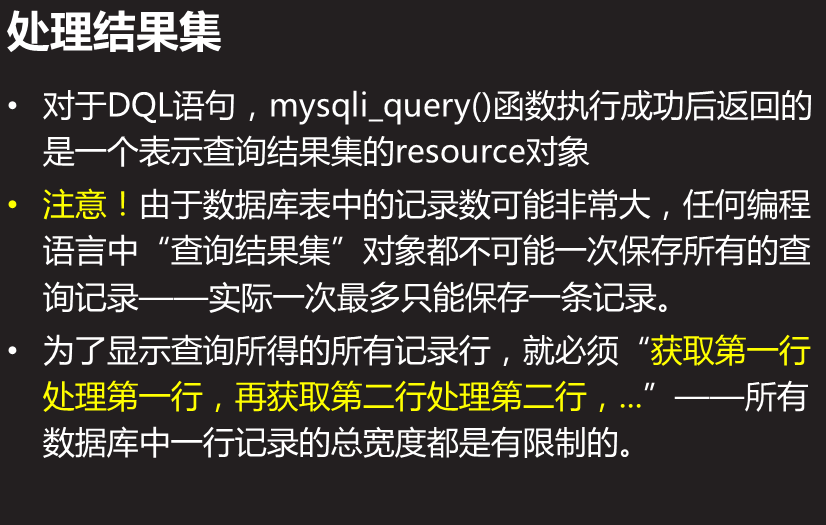 处理结果集
• 对于DQL语句，mysqli_query()函数执行成功后返回的
是一个表示查询结果集的resource对象
• 注意！由于数据库表中的记录数可能非常大，任何编程
语言中“查询结果集”对象都不可能一次保存所有的查
询记录——实际一次最多只能保存一条记录。
• 为了显示查询所得的所有记录行，就必须“获取第一行
处理第一行，再获取第二行处理第二行，...”——所有
数据库中一行记录的总宽度都是有限制的。